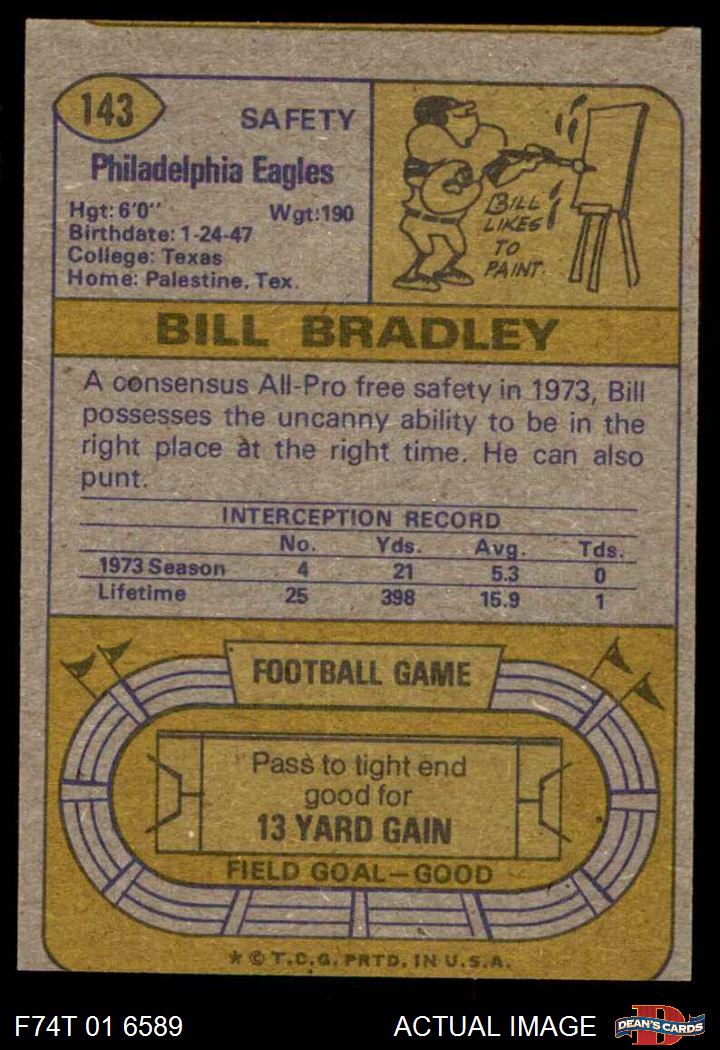 143
SAFETY
Philadelphia Eagles
Hgt: 6'0" Wgt:190
Birthdate: 1-24-47
College: Texas
Home: Palestine, Tex.
BILL
LIKES
TO
PAINT.
BILL BRADLEY
A consensus All-Pro free safety in 1973, Bill
possesses the uncanny ability to be in the
right place at the right time. He can also
punt.
INTERCEPTION RECORD
No. Yds. Avg. Tds.
1973 Season 4 21 5.3 0
Lifetime 25 398 15.9 1
FOOTBALL GAME
Pass to tight end
good for
13 YARD GAIN
FIELD GOAL—GOOD
* © T.C.G. PRTD. IN U.S.A.
F74T 01 6589 ACTUAL IMAGE
D
DEAN'S CARDS